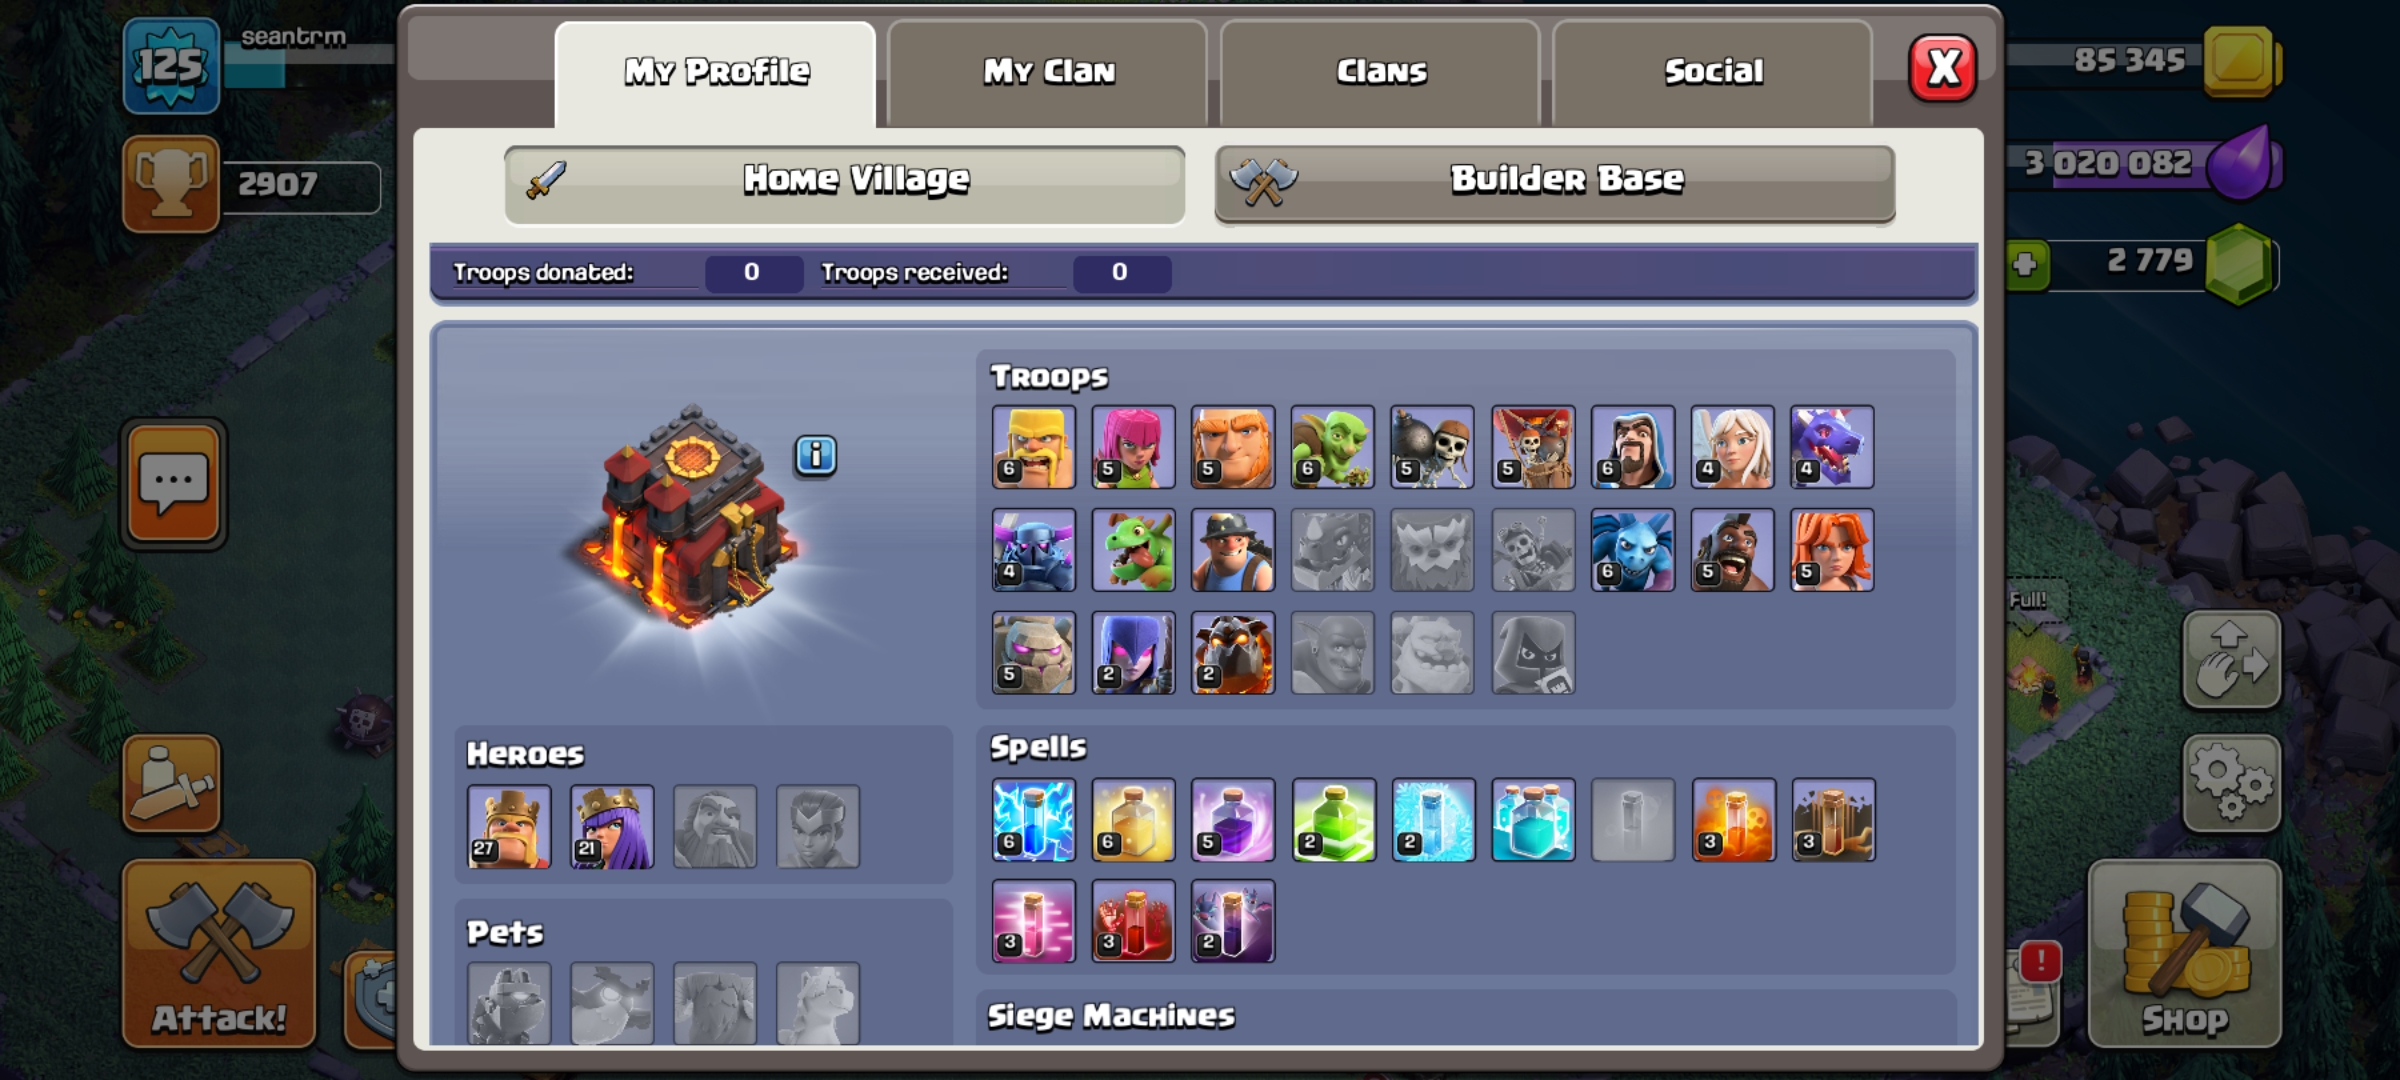 125
seantrm
2907
My Profile
My Clan
Clans
Social
X
85 345
3 020 082
2 779
Home Village
Builder Base
Troops donated: 0 Troops received: 0
i
Troops
6 5 5 6 5 5 6 4 4
4 6 5 5
5 2 2
Full!
Heroes
27 21
Spells
6 6 5 2 2 3 3
3 3 2
Pets
Siege Machines
Attack!
!
Shop